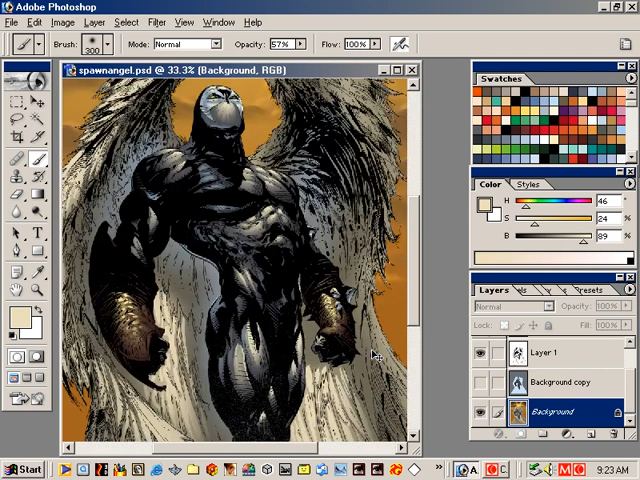 Adobe Photoshop
File Edit Image Layer Select Filter View Window Help
Brush: 300 Mode: Normal Opacity: 57% Flow: 100%
spawnangel.psd @ 33.3% (Background, RGB)
Swatches
Color Styles
H 46 °
S 24 %
B 89 %
Layers resets
Normal Opacity: 100%
Lock: Fill: 100%
Layer 1
Background copy
Background
Start A. C. 9:23 AM